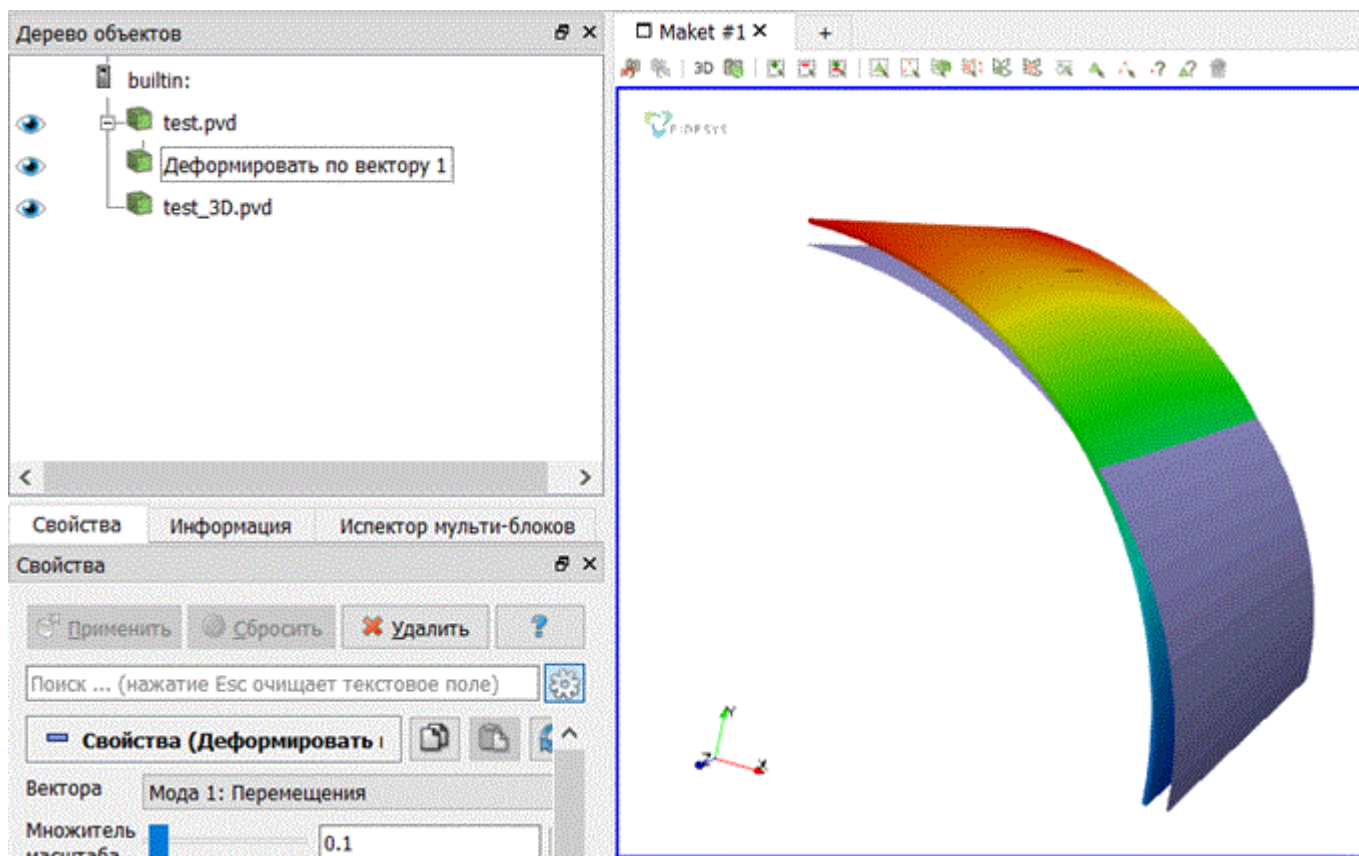 Дерево объектов
builtin:
test.pvd
Деформировать по вектору 1
test_3D.pvd
Свойства
Информация
Испектор мульти-блоков
Свойства
Применить
Сбросить
Удалить
?
Поиск ... (нажатие Esc очищает текстовое поле)
Свойства (Деформировать
Вектора
Мода 1: Перемещения
Множитель
масштаба
0.1
Maket #1
+
3D
FIDESYS
Y
Z
X